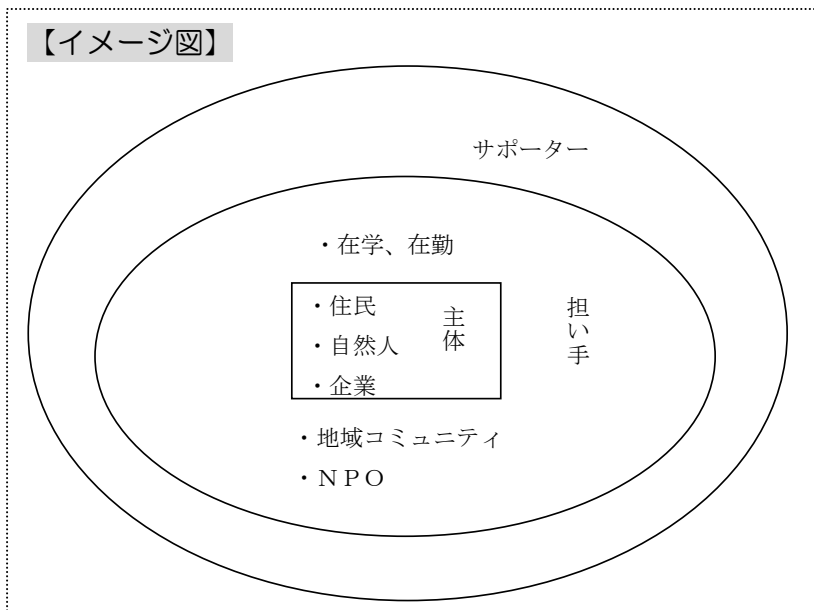 【イメージ図】
サポーター
・在学、在勤
・住民
・自然人
・企業
主体
担い手
・地域コミュニティ
・ＮＰＯ